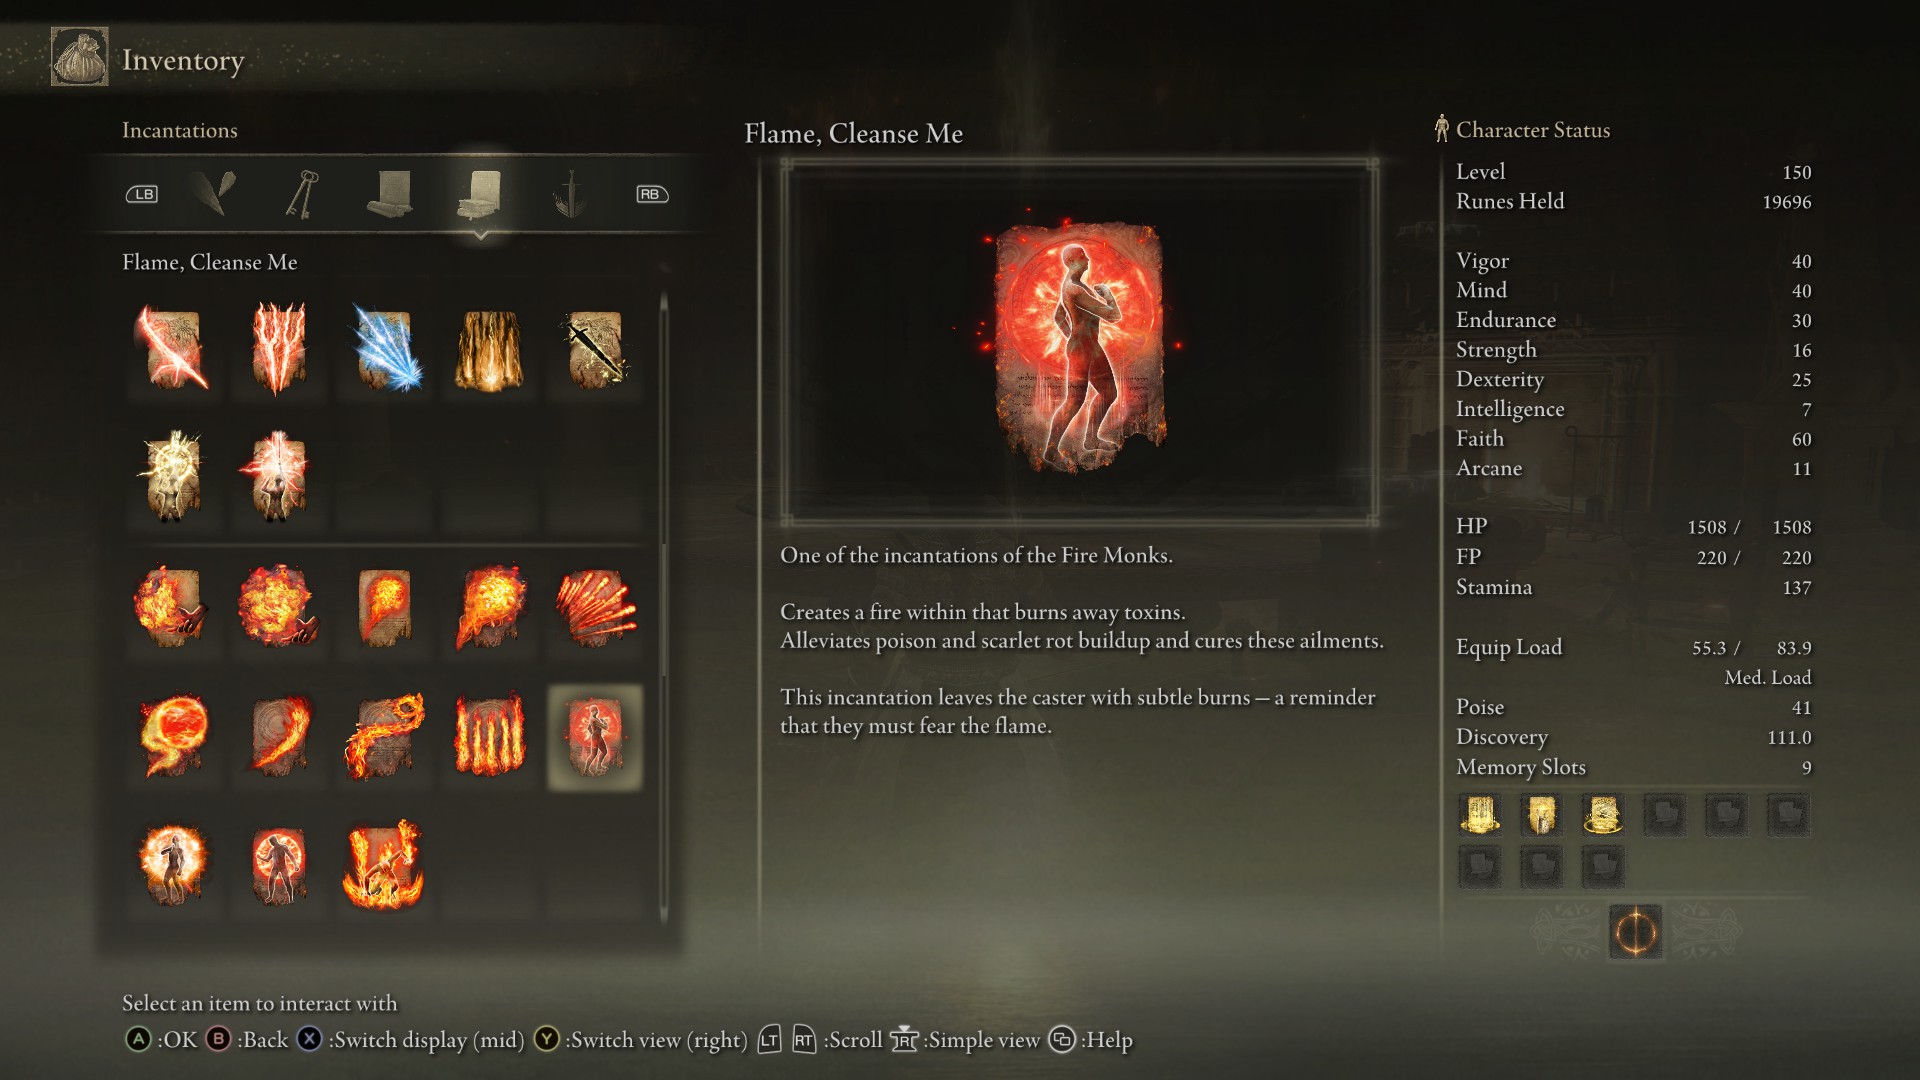 Inventory
Incantations
LB
RB
Flame, Cleanse Me
Flame, Cleanse Me
One of the incantations of the Fire Monks.
Creates a fire within that burns away toxins.
Alleviates poison and scarlet rot buildup and cures these ailments.
This incantation leaves the caster with subtle burns – a reminder
that they must fear the flame.
Character Status
Level 150
Runes Held 19696
Vigor 40
Mind 40
Endurance 30
Strength 16
Dexterity 25
Intelligence 7
Faith 60
Arcane 11
HP 1508 / 1508
FP 220 / 220
Stamina 137
Equip Load 55.3 / 83.9
Med. Load
Poise 41
Discovery 111.0
Memory Slots 9
Select an item to interact with
A :OK B :Back X :Switch display (mid) Y :Switch view (right) LT RT :Scroll R :Simple view :Help